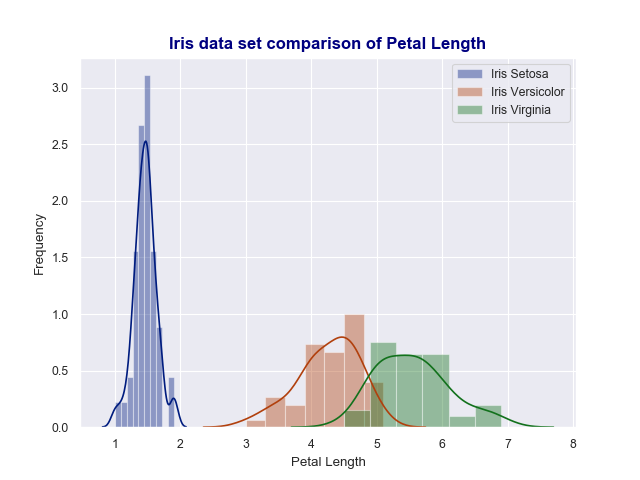 Iris data set comparison of Petal Length
Iris Setosa
Iris Versicolor
Iris Virginia
3.0
2.5
2.0
1.5
1.0
0.5
0.0
Frequency
1 2 3 4 5 6 7 8
Petal Length